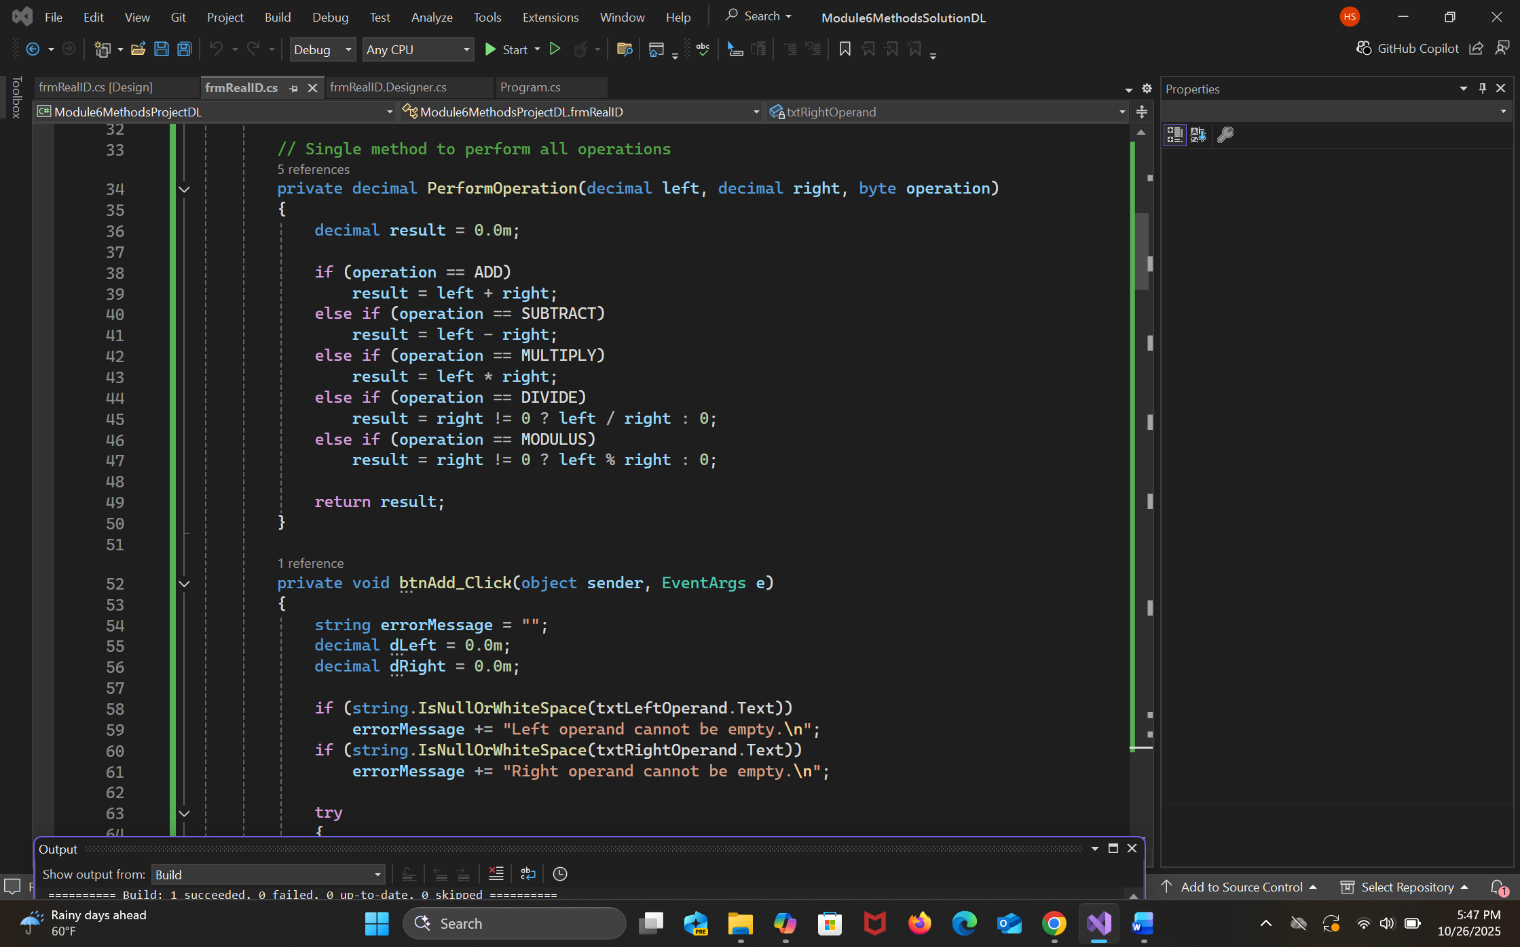 File Edit View Git Project Build Debug Test Analyze Tools Extensions Window Help Search Module6MethodsSolutionDL HS
Debug Any CPU Start GitHub Copilot
Toolbox
frmRealID.cs [Design] frmRealID.cs frmRealID.Designer.cs Program.cs
Properties
Module6MethodsProjectDL Module6MethodsProjectDL.frmRealID txtRightOperand
32
33 // Single method to perform all operations
5 references
34 private decimal PerformOperation(decimal left, decimal right, byte operation)
35 {
36 decimal result = 0.0m;
37
38 if (operation == ADD)
39 result = left + right;
40 else if (operation == SUBTRACT)
41 result = left - right;
42 else if (operation == MULTIPLY)
43 result = left * right;
44 else if (operation == DIVIDE)
45 result = right != 0 ? left / right : 0;
46 else if (operation == MODULUS)
47 result = right != 0 ? left % right : 0;
48
49 return result;
50 }
51
1 reference
52 private void btnAdd_Click(object sender, EventArgs e)
53 {
54 string errorMessage = "";
55 decimal dLeft = 0.0m;
56 decimal dRight = 0.0m;
57
58 if (string.IsNullOrWhiteSpace(txtLeftOperand.Text))
59 errorMessage += "Left operand cannot be empty.\n";
60 if (string.IsNullOrWhiteSpace(txtRightOperand.Text))
61 errorMessage += "Right operand cannot be empty.\n";
62
63 try
64 {
Output
Show output from: Build
========== Build: 1 succeeded, 0 failed, 0 up-to-date, 0 skipped ==========
Add to Source Control Select Repository 1
Rainy days ahead
60°F
Search
PRE
5:47 PM
10/26/2025